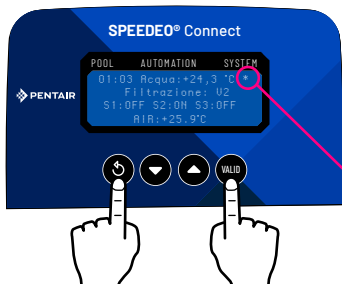 SPEEDEO® Connect
POOL AUTOMATION SYSTEM
01:03 Acqua:+24,3 °C *
Filtrazione: V2
S1:OFF S2:ON S3:OFF
AIR:+25.9°C
PENTAIR
VALID